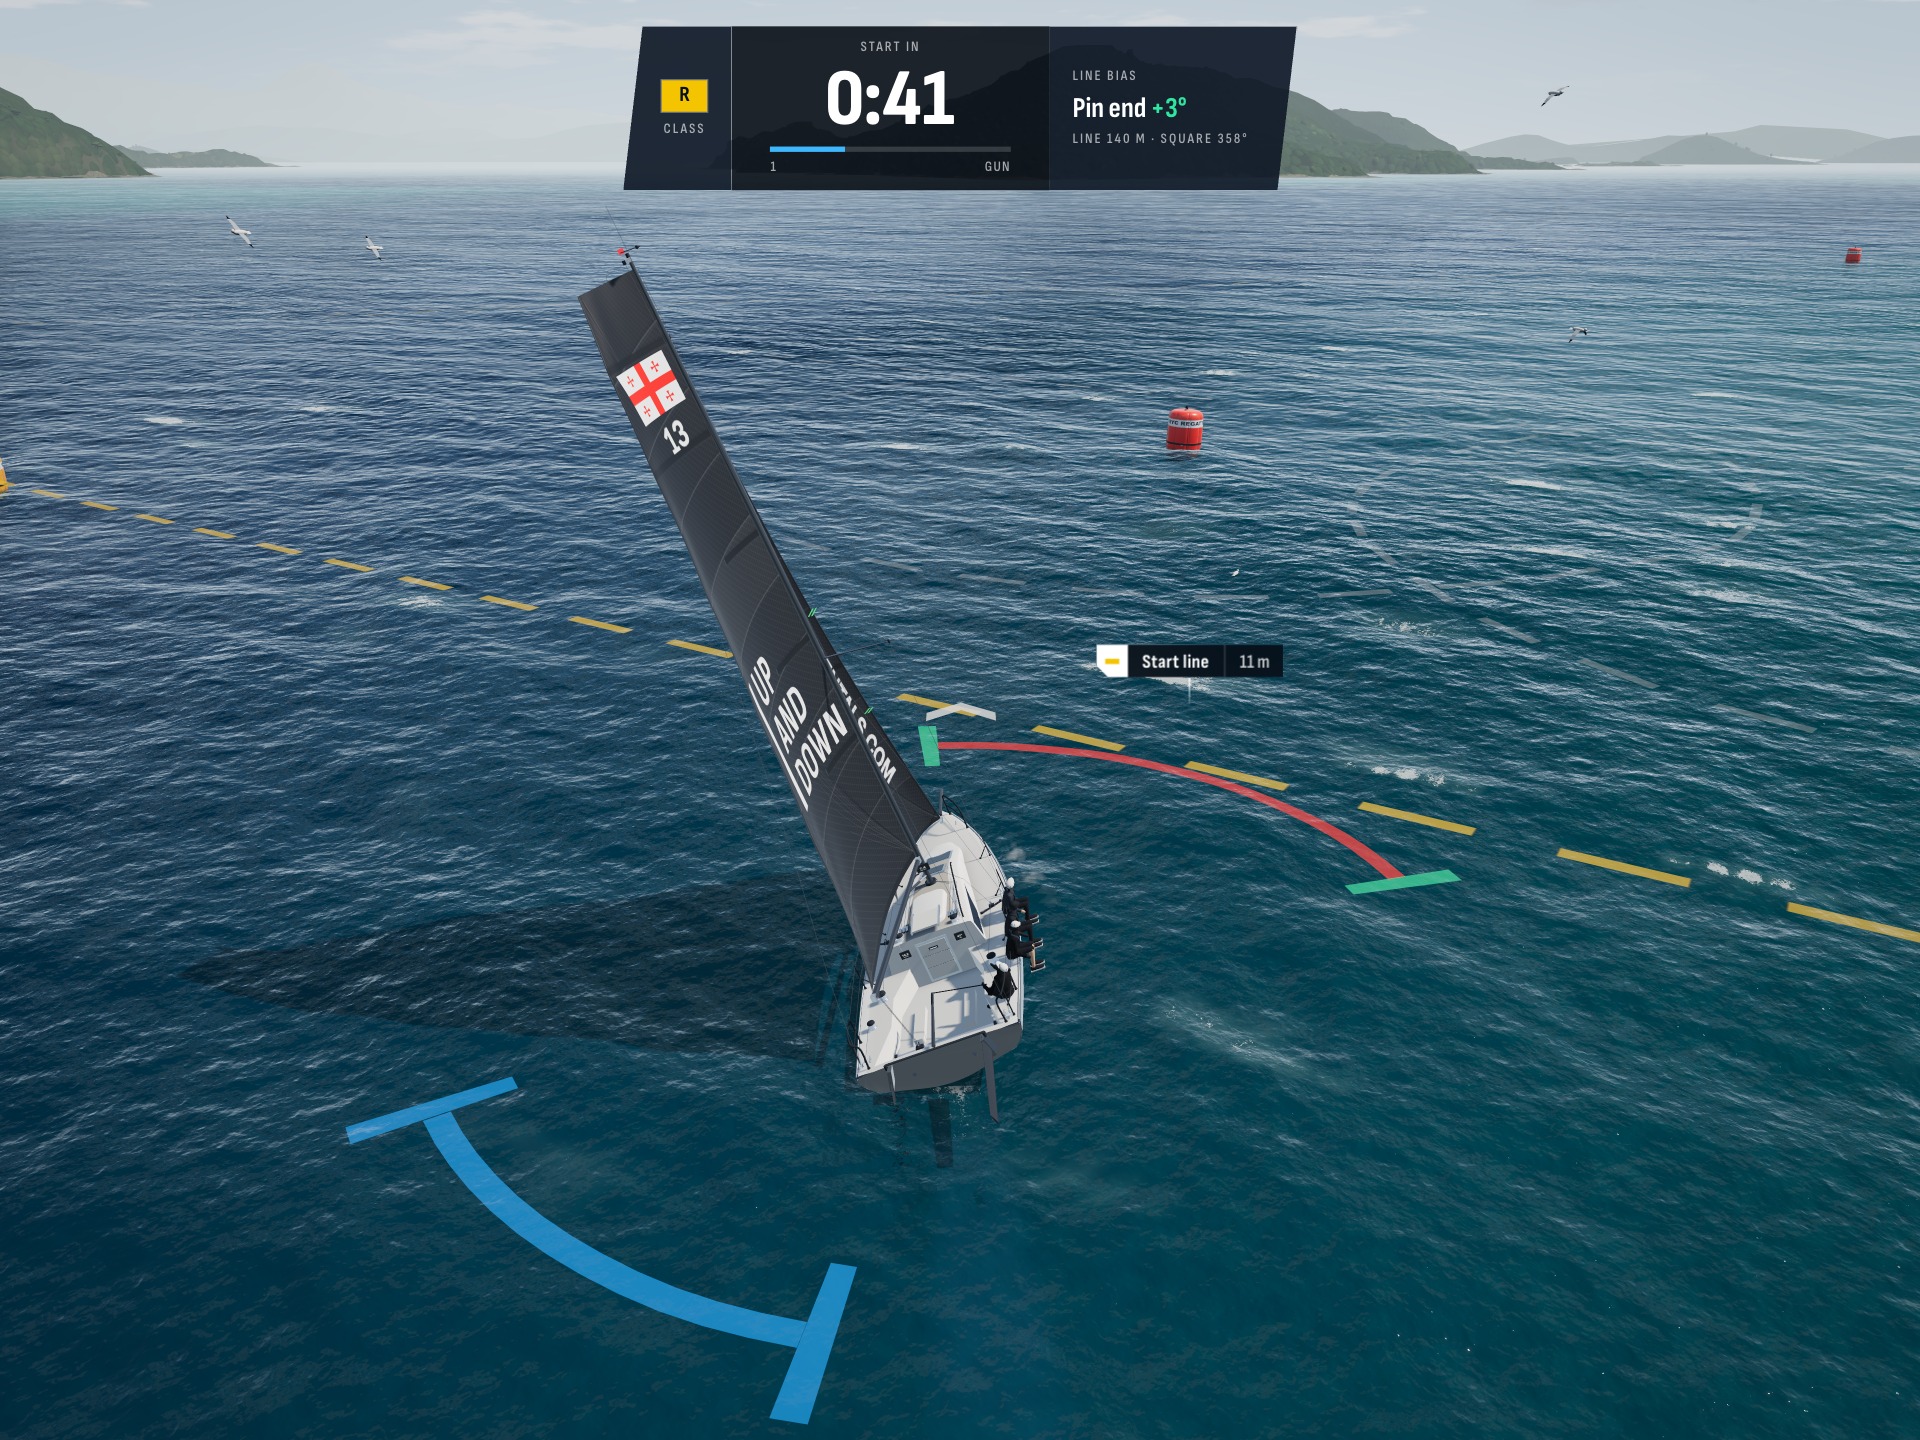 START IN
R
CLASS
0:41
1
GUN
LINE BIAS
Pin end +3°
LINE 140 M · SQUARE 358°
13
Start line
11 m
UP
AND
DOWN
.COM